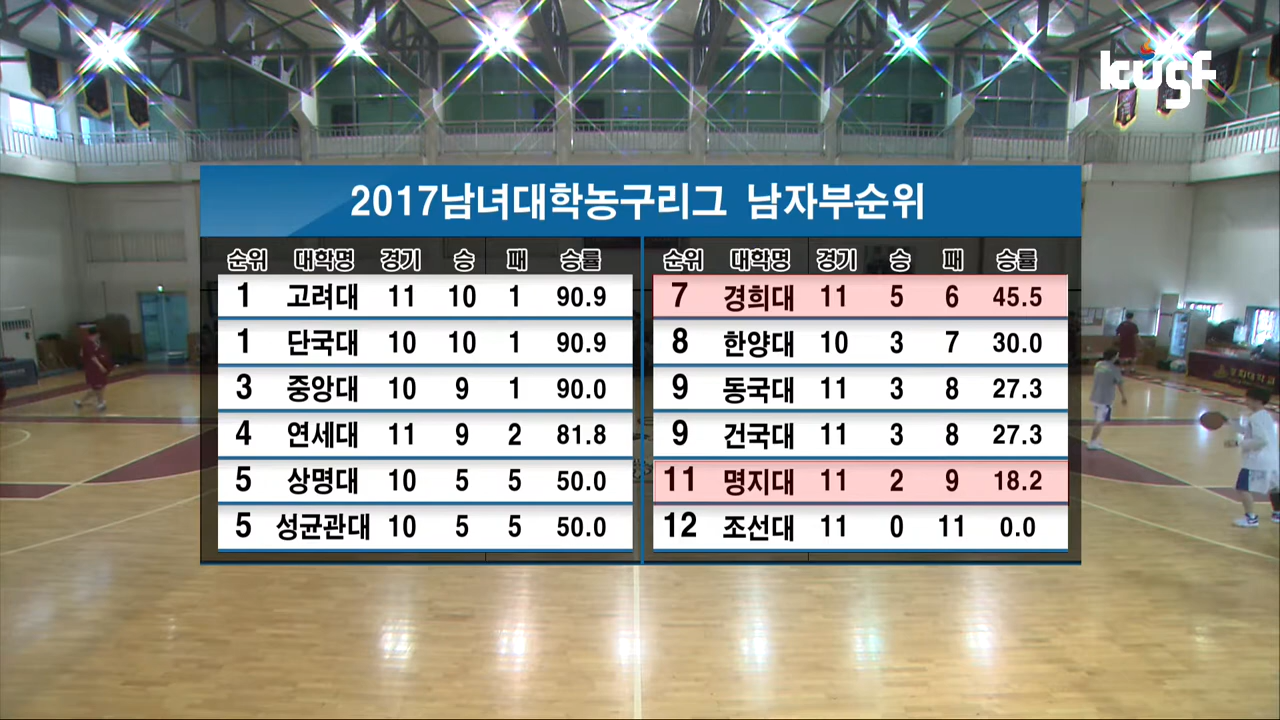 kusf
2017남녀대학농구리그 남자부순위
순위 대학명 경기 승 패 승률
1 고려대 11 10 1 90.9
1 단국대 10 10 1 90.9
3 중앙대 10 9 1 90.0
4 연세대 11 9 2 81.8
5 상명대 10 5 5 50.0
5 성균관대 10 5 5 50.0
순위 대학명 경기 승 패 승률
7 경희대 11 5 6 45.5
8 한양대 10 3 7 30.0
9 동국대 11 3 8 27.3
9 건국대 11 3 8 27.3
11 명지대 11 2 9 18.2
12 조선대 11 0 11 0.0